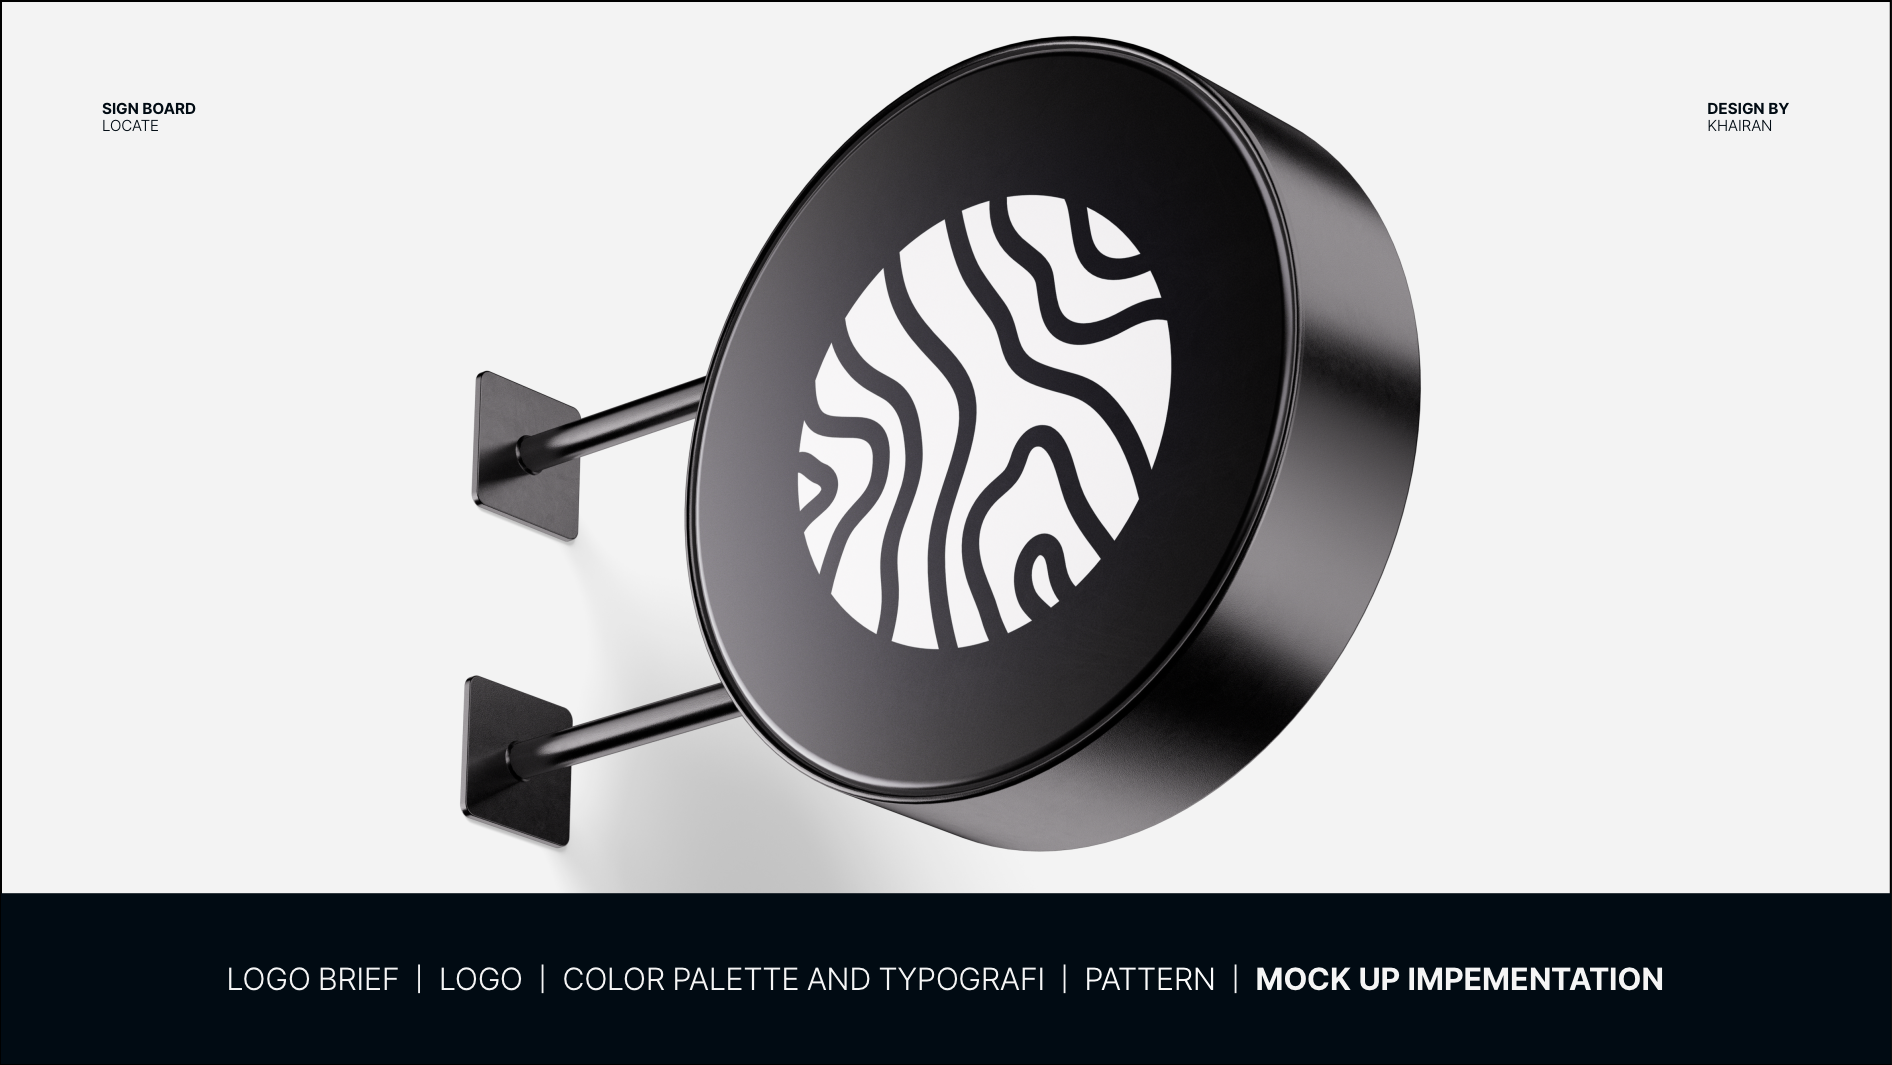 SIGN BOARD
LOCATE
DESIGN BY
KHAIRAN
LOGO BRIEF | LOGO | COLOR PALETTE AND TYPOGRAFI | PATTERN | MOCK UP IMPEMENTATION